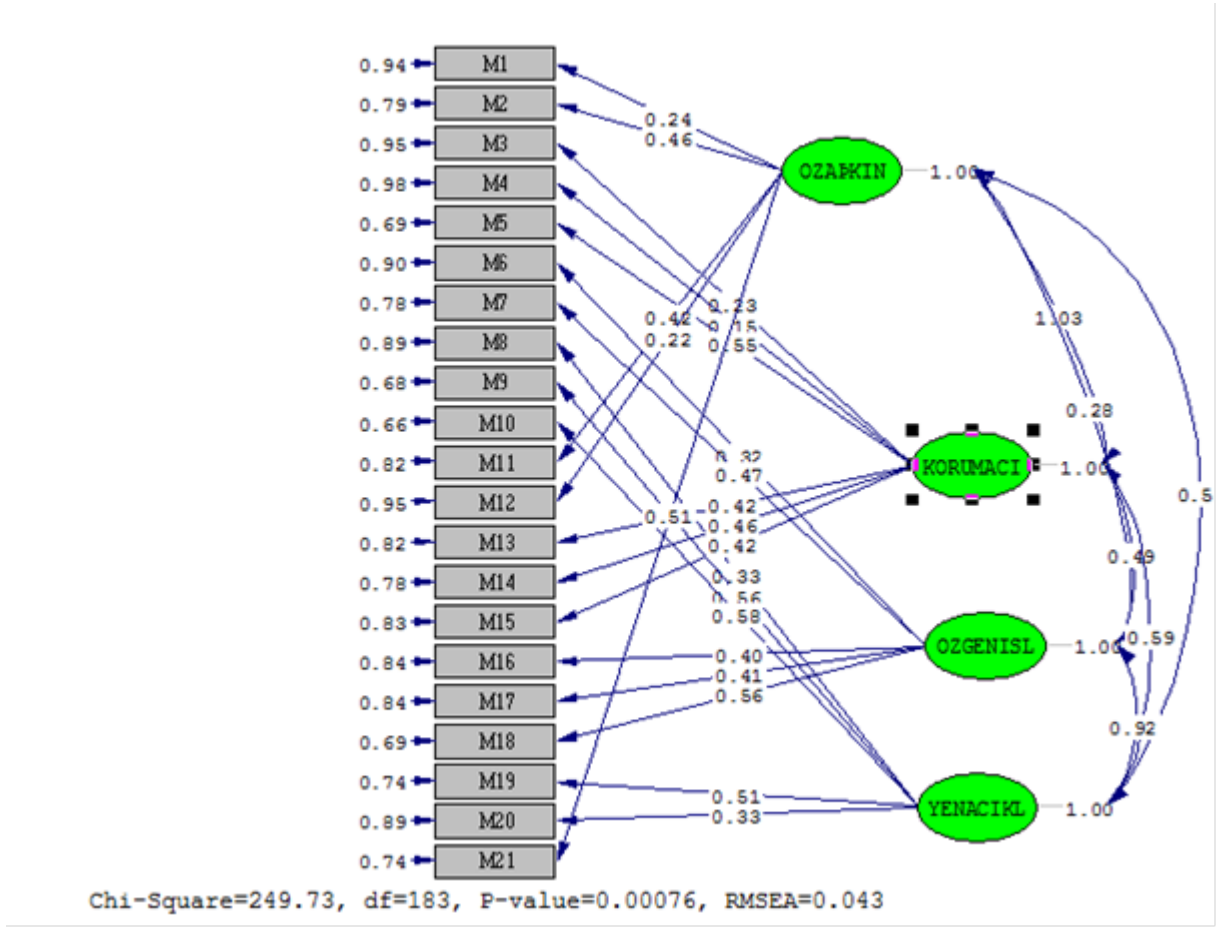 0.94 M1
0.79 M2
0.95 M3
0.98 M4
0.69 M5
0.90 M6
0.78 M7
0.89 M8
0.68 M9
0.66 M10
0.82 M11
0.95 M12
0.82 M13
0.78 M14
0.83 M15
0.84 M16
0.84 M17
0.69 M18
0.74 M19
0.89 M20
0.74 M21
0.24
0.46
0.42
0.22
0.51
0.23
0.15
0.55
0.32
0.47
0.42
0.46
0.42
0.33
0.56
0.58
0.40
0.41
0.56
0.51
0.33
OZAÞKIN 1.00
KORUMACI 1.00
OZGENISL 1.00
YENACIKL 1.00
1.03
0.28
0.5
0.49
0.59
0.92
Chi-Square=249.73, df=183, P-value=0.00076, RMSEA=0.043